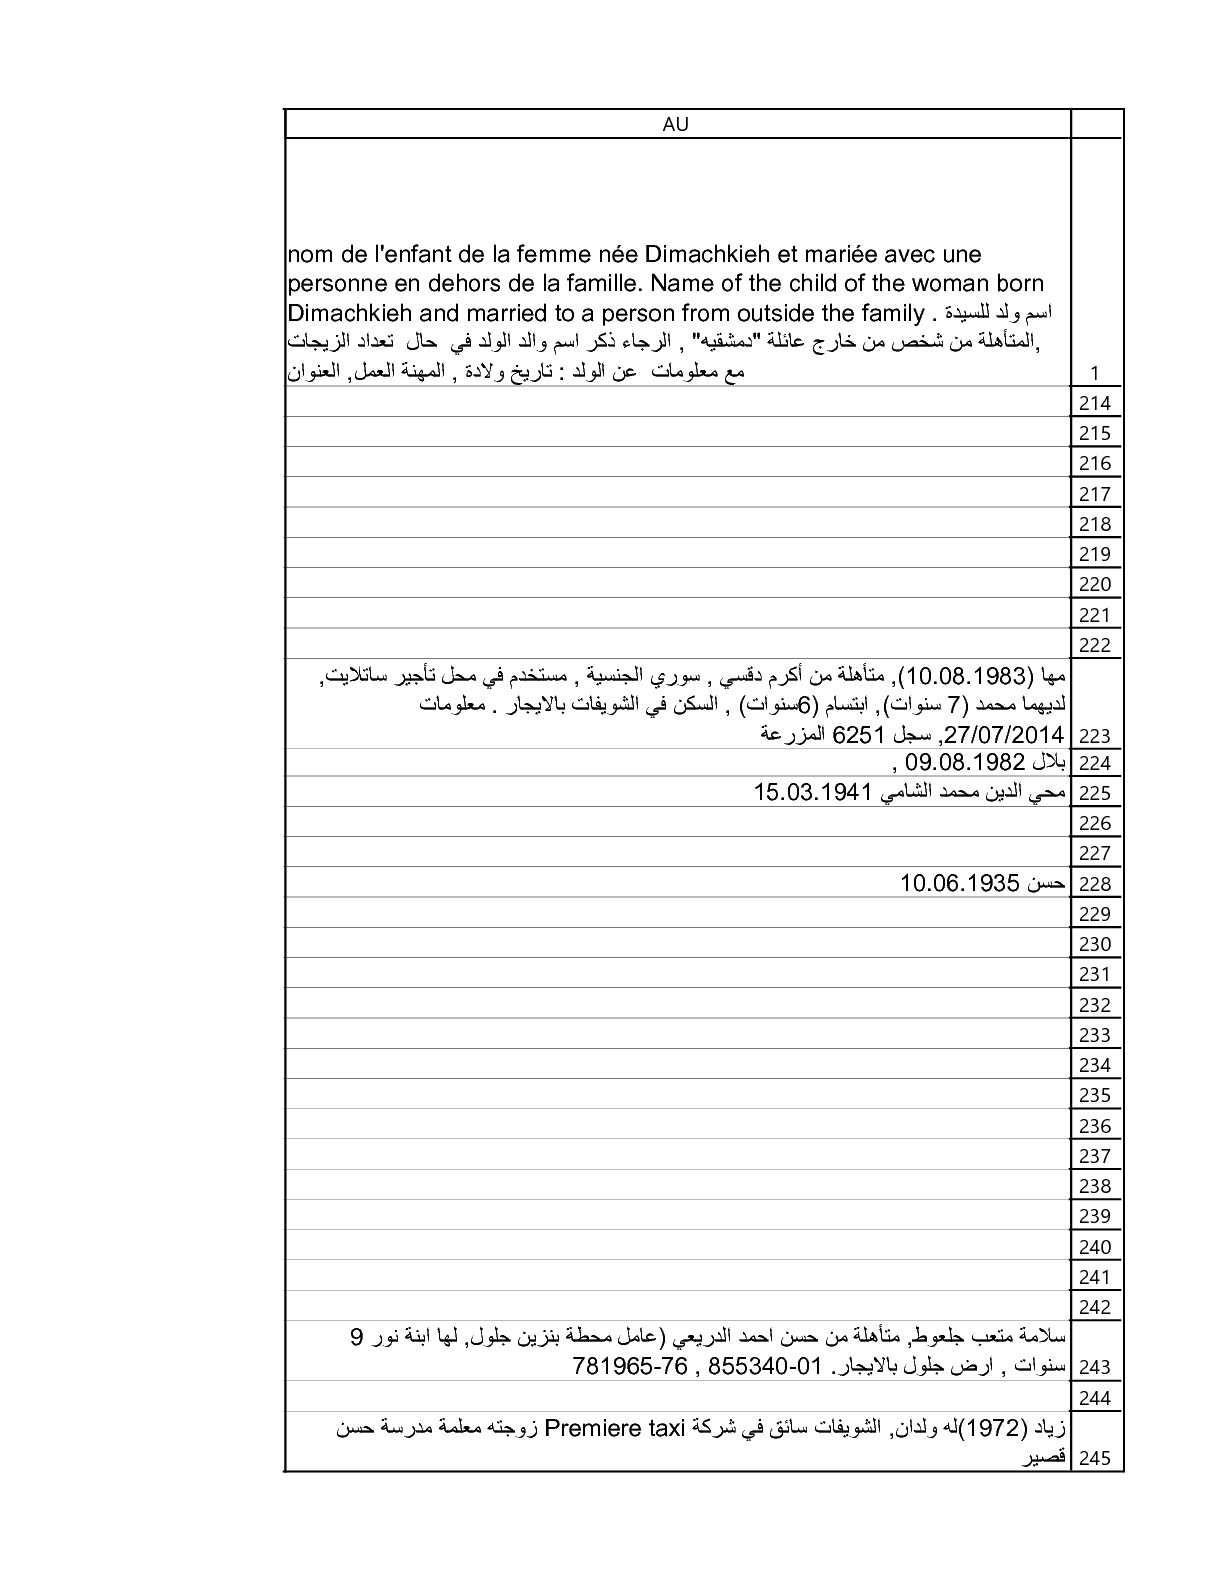 AU
nom de l'enfant de la femme née Dimachkieh et mariée avec une
personne en dehors de la famille. Name of the child of the woman born
Dimachkieh and married to a person from outside the family . اسم ولد للسيدة
المتأهلة من شخص من خارج عائلة "دمشقيه" , الرجاء ذكر اسم والد الولد في حال تعداد الزيجات,
مع معلومات عن الولد : تاريخ ولادة , المهنة العمل, العنوان
1
214
215
216
217
218
219
220
221
222
مها (10.08.1983), متأهلة من أكرم دقسي , سوري الجنسية , مستخدم في محل تأجير ساتلايت,
لديهما محمد (7 سنوات), ابتسام (6سنوات) , السكن في الشويفات بالايجار . معلومات
27/07/2014, سجل 6251 المزرعة
223
بلال 09.08.1982 ,
224
محي الدين محمد الشامي 15.03.1941
225
226
227
حسن 10.06.1935
228
229
230
231
232
233
234
235
236
237
238
239
240
241
242
سلامة متعب جلعوط, متأهلة من حسن احمد الدريعي (عامل محطة بنزين جلول, لها ابنة نور 9
سنوات , ارض جلول بالايجار. 01-855340 , 76-781965
243
244
زياد (1972)له ولدان, الشويفات سائق في شركة Premiere taxi زوجته معلمة مدرسة حسن
قصير
245